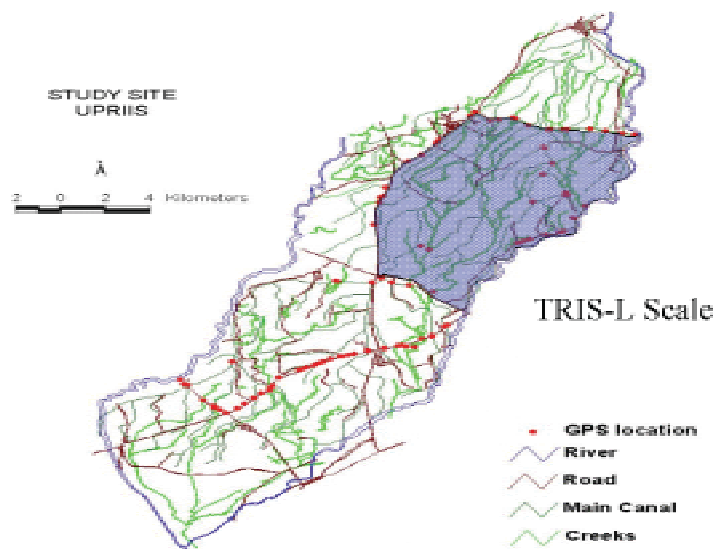 STUDY SITE
UPRIIS
Å
2 0 2 4 Kilometers
TRIS-L Scale
GPS location
River
Road
Main Canal
Creeks